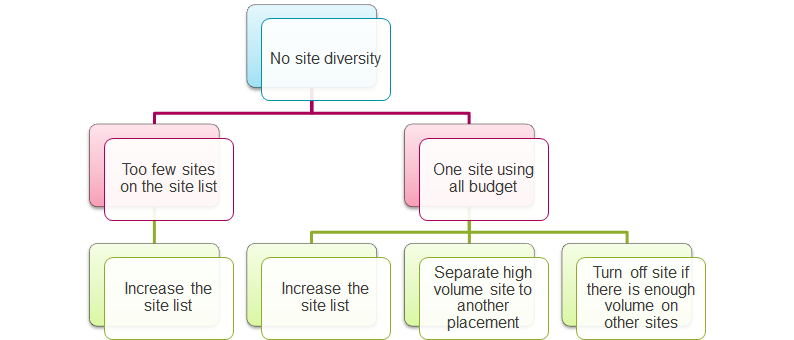 No site diversity
Too few sites
on the site list
One site using
all budget
Increase the
site list
Increase the
site list
Separate high
volume site to
another
placement
Turn off site if
there is enough
volume on
other sites